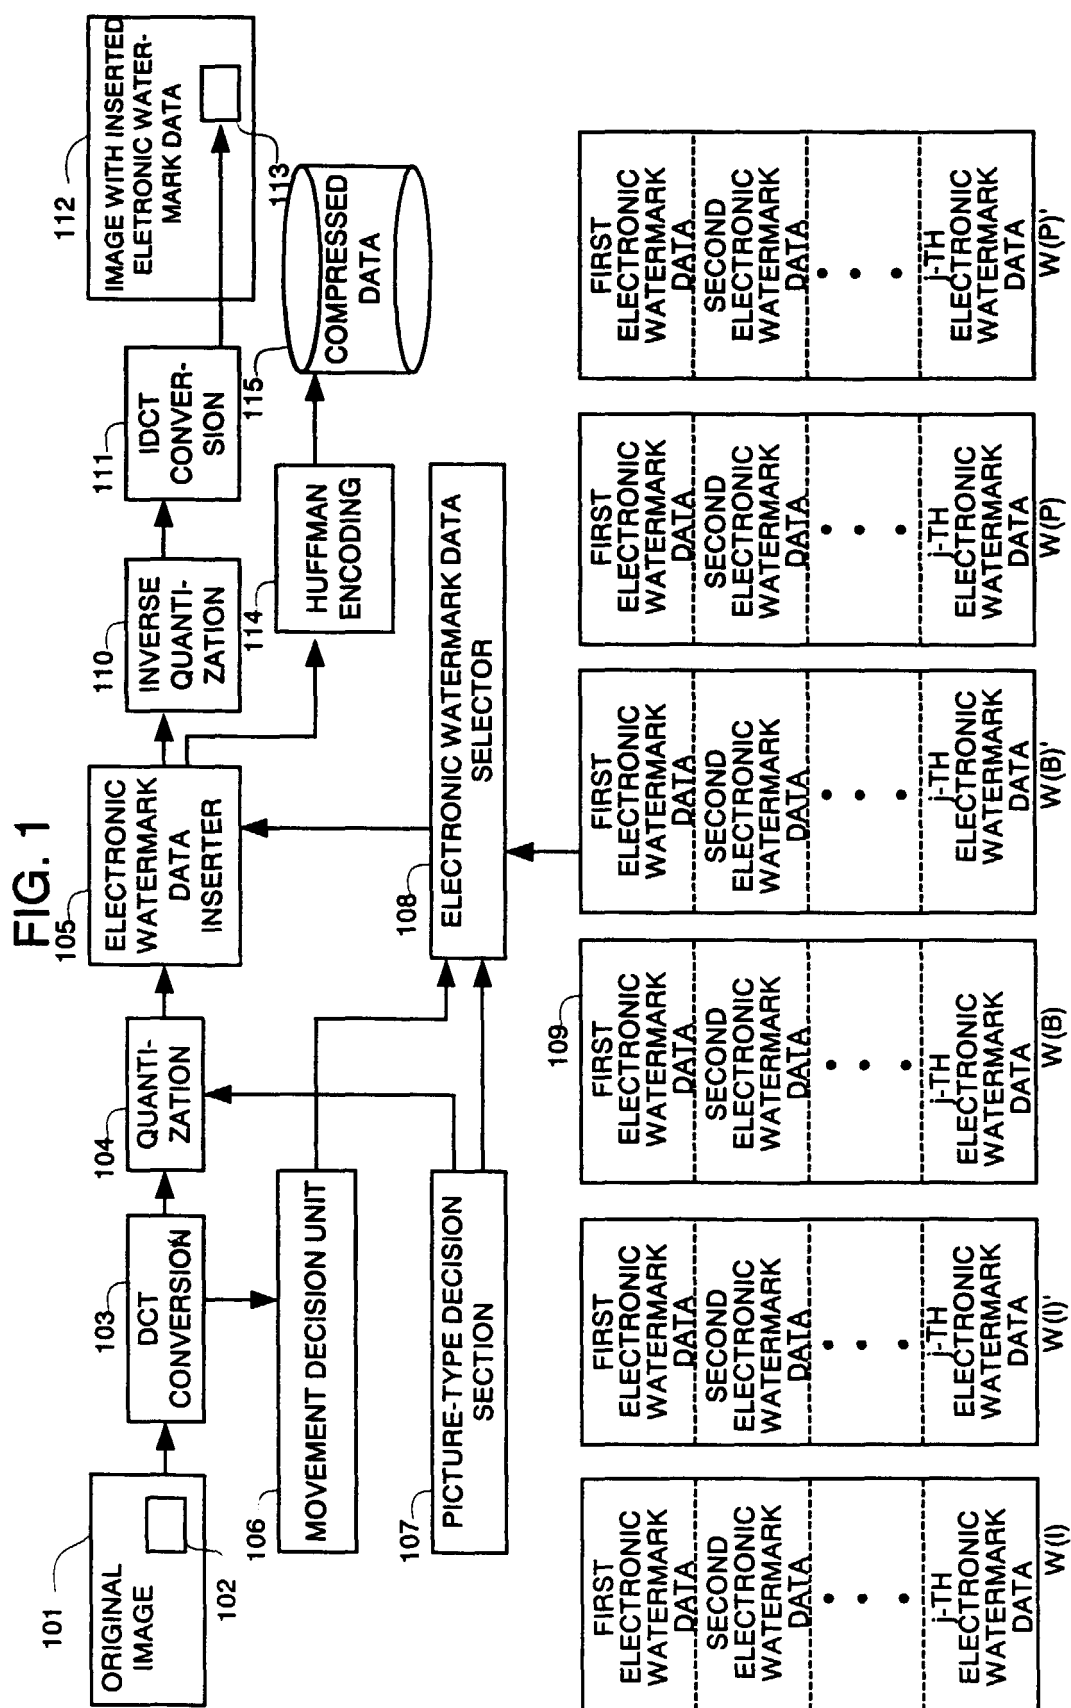 FIG. 1
101
ORIGINAL
IMAGE
102
103
DCT
CONVERSION
104
QUANTI-
ZATION
105
ELECTRONIC
WATERMARK
DATA
INSERTER
110
INVERSE
QUANTI-
ZATION
111
IDCT
CONVER-
SION
112
IMAGE WITH INSERTED
ELETRONIC WATER-
MARK DATA
113
106
MOVEMENT DECISION UNIT
114
HUFFMAN
ENCODING
115
COMPRESSED
DATA
107
PICTURE-TYPE DECISION
SECTION
108
ELECTRONIC WATERMARK DATA
SELECTOR
109
FIRST
ELECTRONIC
WATERMARK
DATA
SECOND
ELECTRONIC
WATERMARK
DATA
• • •
j-TH
ELECTRONIC
WATERMARK
DATA
W(I)
FIRST
ELECTRONIC
WATERMARK
DATA
SECOND
ELECTRONIC
WATERMARK
DATA
• • •
j-TH
ELECTRONIC
WATERMARK
DATA
W(I)'
FIRST
ELECTRONIC
WATERMARK
DATA
SECOND
ELECTRONIC
WATERMARK
DATA
• • •
j-TH
ELECTRONIC
WATERMARK
DATA
W(B)
FIRST
ELECTRONIC
WATERMARK
DATA
SECOND
ELECTRONIC
WATERMARK
DATA
• • •
j-TH
ELECTRONIC
WATERMARK
DATA
W(B)'
FIRST
ELECTRONIC
WATERMARK
DATA
SECOND
ELECTRONIC
WATERMARK
DATA
• • •
j-TH
ELECTRONIC
WATERMARK
DATA
W(P)
FIRST
ELECTRONIC
WATERMARK
DATA
SECOND
ELECTRONIC
WATERMARK
DATA
• • •
j-TH
ELECTRONIC
WATERMARK
DATA
W(P)'